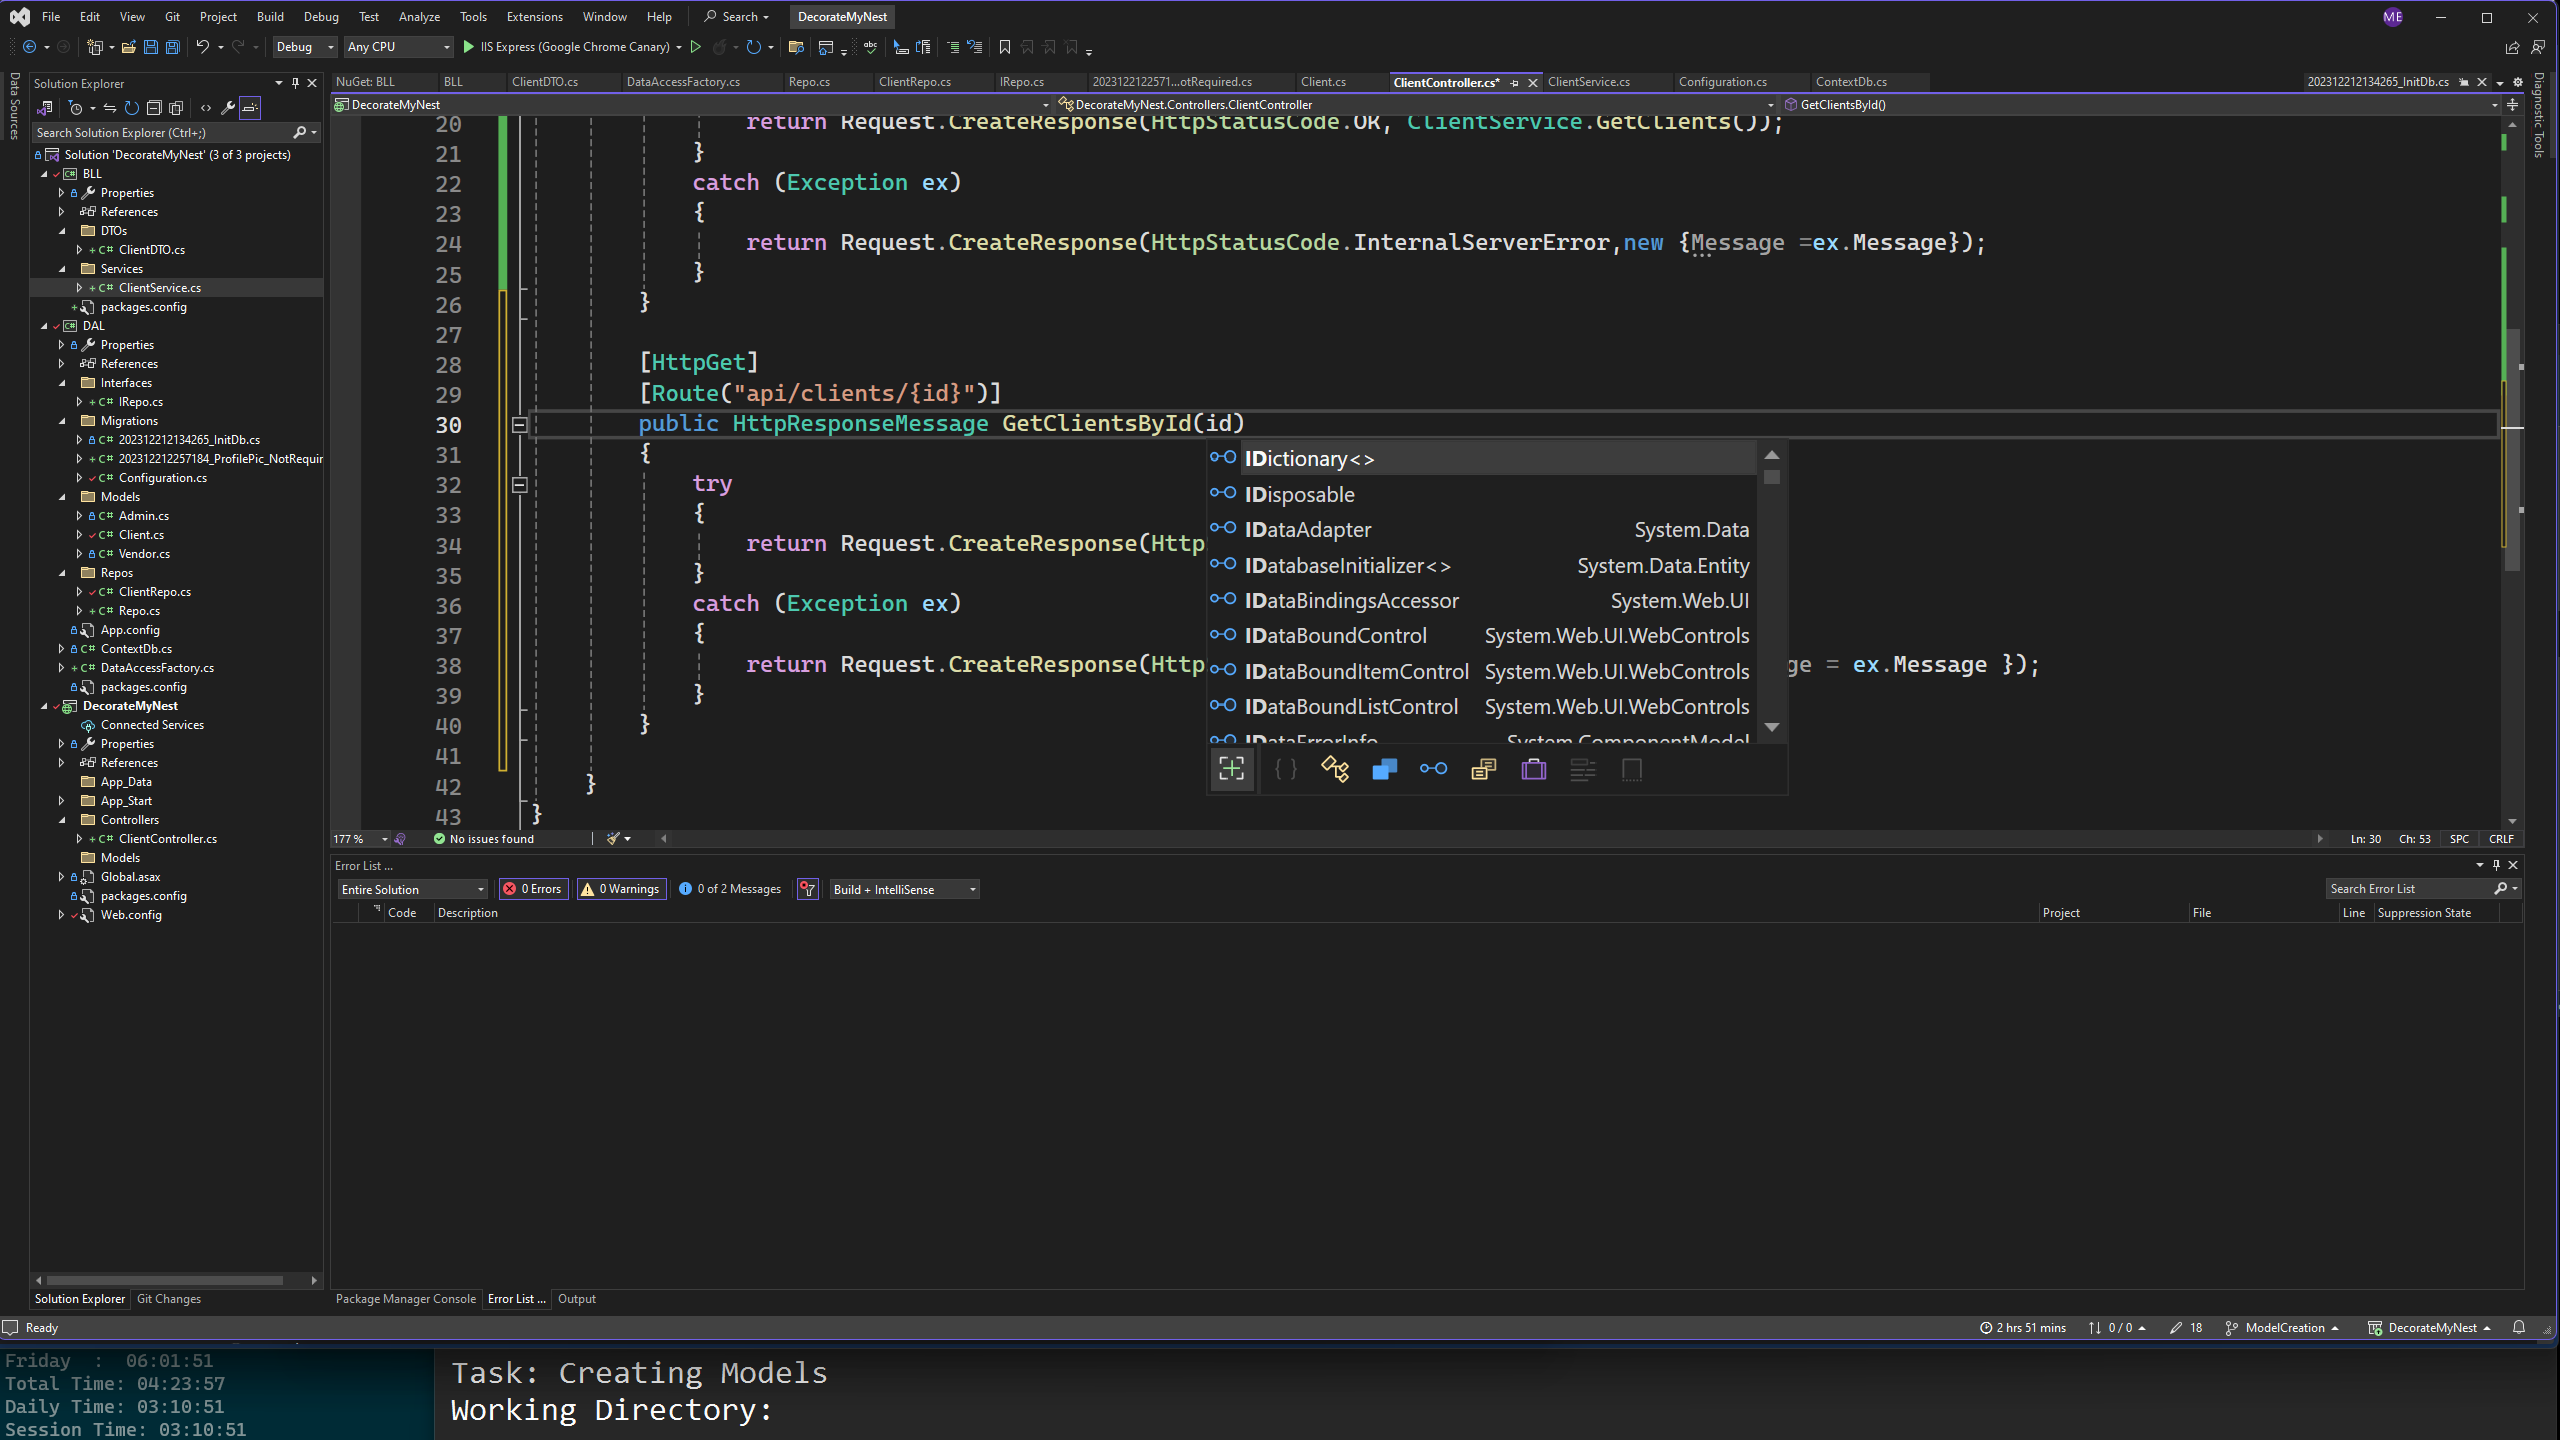 File Edit View Git Project Build Debug Test Analyze Tools Extensions Window Help Search DecorateMyNest ME
Debug Any CPU IIS Express (Google Chrome Canary)
Data Sources
Solution Explorer
Search Solution Explorer (Ctrl+;)
Solution 'DecorateMyNest' (3 of 3 projects)
BLL
Properties
References
DTOs
ClientDTO.cs
Services
ClientService.cs
packages.config
DAL
Properties
References
Interfaces
IRepo.cs
Migrations
202312212134265_InitDb.cs
202312212257184_ProfilePic_NotRequir
Configuration.cs
Models
Admin.cs
Client.cs
Vendor.cs
Repos
ClientRepo.cs
Repo.cs
App.config
ContextDb.cs
DataAccessFactory.cs
packages.config
DecorateMyNest
Connected Services
Properties
References
App_Data
App_Start
Controllers
ClientController.cs
Models
Global.asax
packages.config
Web.config
Solution Explorer Git Changes
NuGet: BLL BLL ClientDTO.cs DataAccessFactory.cs Repo.cs ClientRepo.cs IRepo.cs 2023122122571...otRequired.cs Client.cs ClientController.cs* ClientService.cs Configuration.cs ContextDb.cs 202312212134265_InitDb.cs
DecorateMyNest DecorateMyNest.Controllers.ClientController GetClientsById()
20 return Request.CreateResponse(HttpStatusCode.OK, ClientService.GetClients());
21 }
22 catch (Exception ex)
23 {
24 return Request.CreateResponse(HttpStatusCode.InternalServerError,new {Message =ex.Message});
25 }
26 }
27
28 [HttpGet]
29 [Route("api/clients/{id}")]
30 public HttpResponseMessage GetClientsById(id)
31 {
32 try
33 {
34 return Request.CreateResponse(Http
35 }
36 catch (Exception ex)
37 {
38 return Request.CreateResponse(Http ge = ex.Message });
39 }
40 }
41
42 }
43 }
IDictionary<>
IDisposable
IDataAdapter System.Data
IDatabaseInitializer<> System.Data.Entity
IDataBindingsAccessor System.Web.UI
IDataBoundControl System.Web.UI.WebControls
IDataBoundItemControl System.Web.UI.WebControls
IDataBoundListControl System.Web.UI.WebControls
IDataErrorInfo System.ComponentModel
177 % No issues found Ln: 30 Ch: 53 SPC CRLF
Diagnostic Tools
Error List ...
Entire Solution 0 Errors 0 Warnings 0 of 2 Messages Build + IntelliSense Search Error List
Code Description Project File Line Suppression State
Package Manager Console Error List ... Output
Ready 2 hrs 51 mins 0 / 0 18 ModelCreation DecorateMyNest
Friday : 06:01:51
Total Time: 04:23:57
Daily Time: 03:10:51
Session Time: 03:10:51
Task: Creating Models
Working Directory: